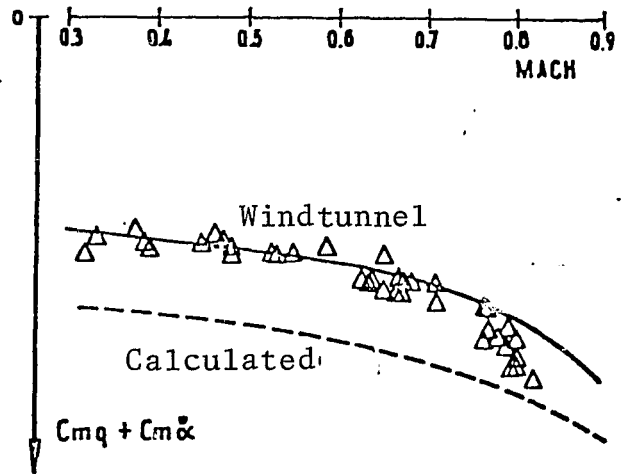 0
0.3 0.4 0.5 0.6 0.7 0.8 0.9
MACH
Windtunnel
Calculated
Cmq + Cmα̇